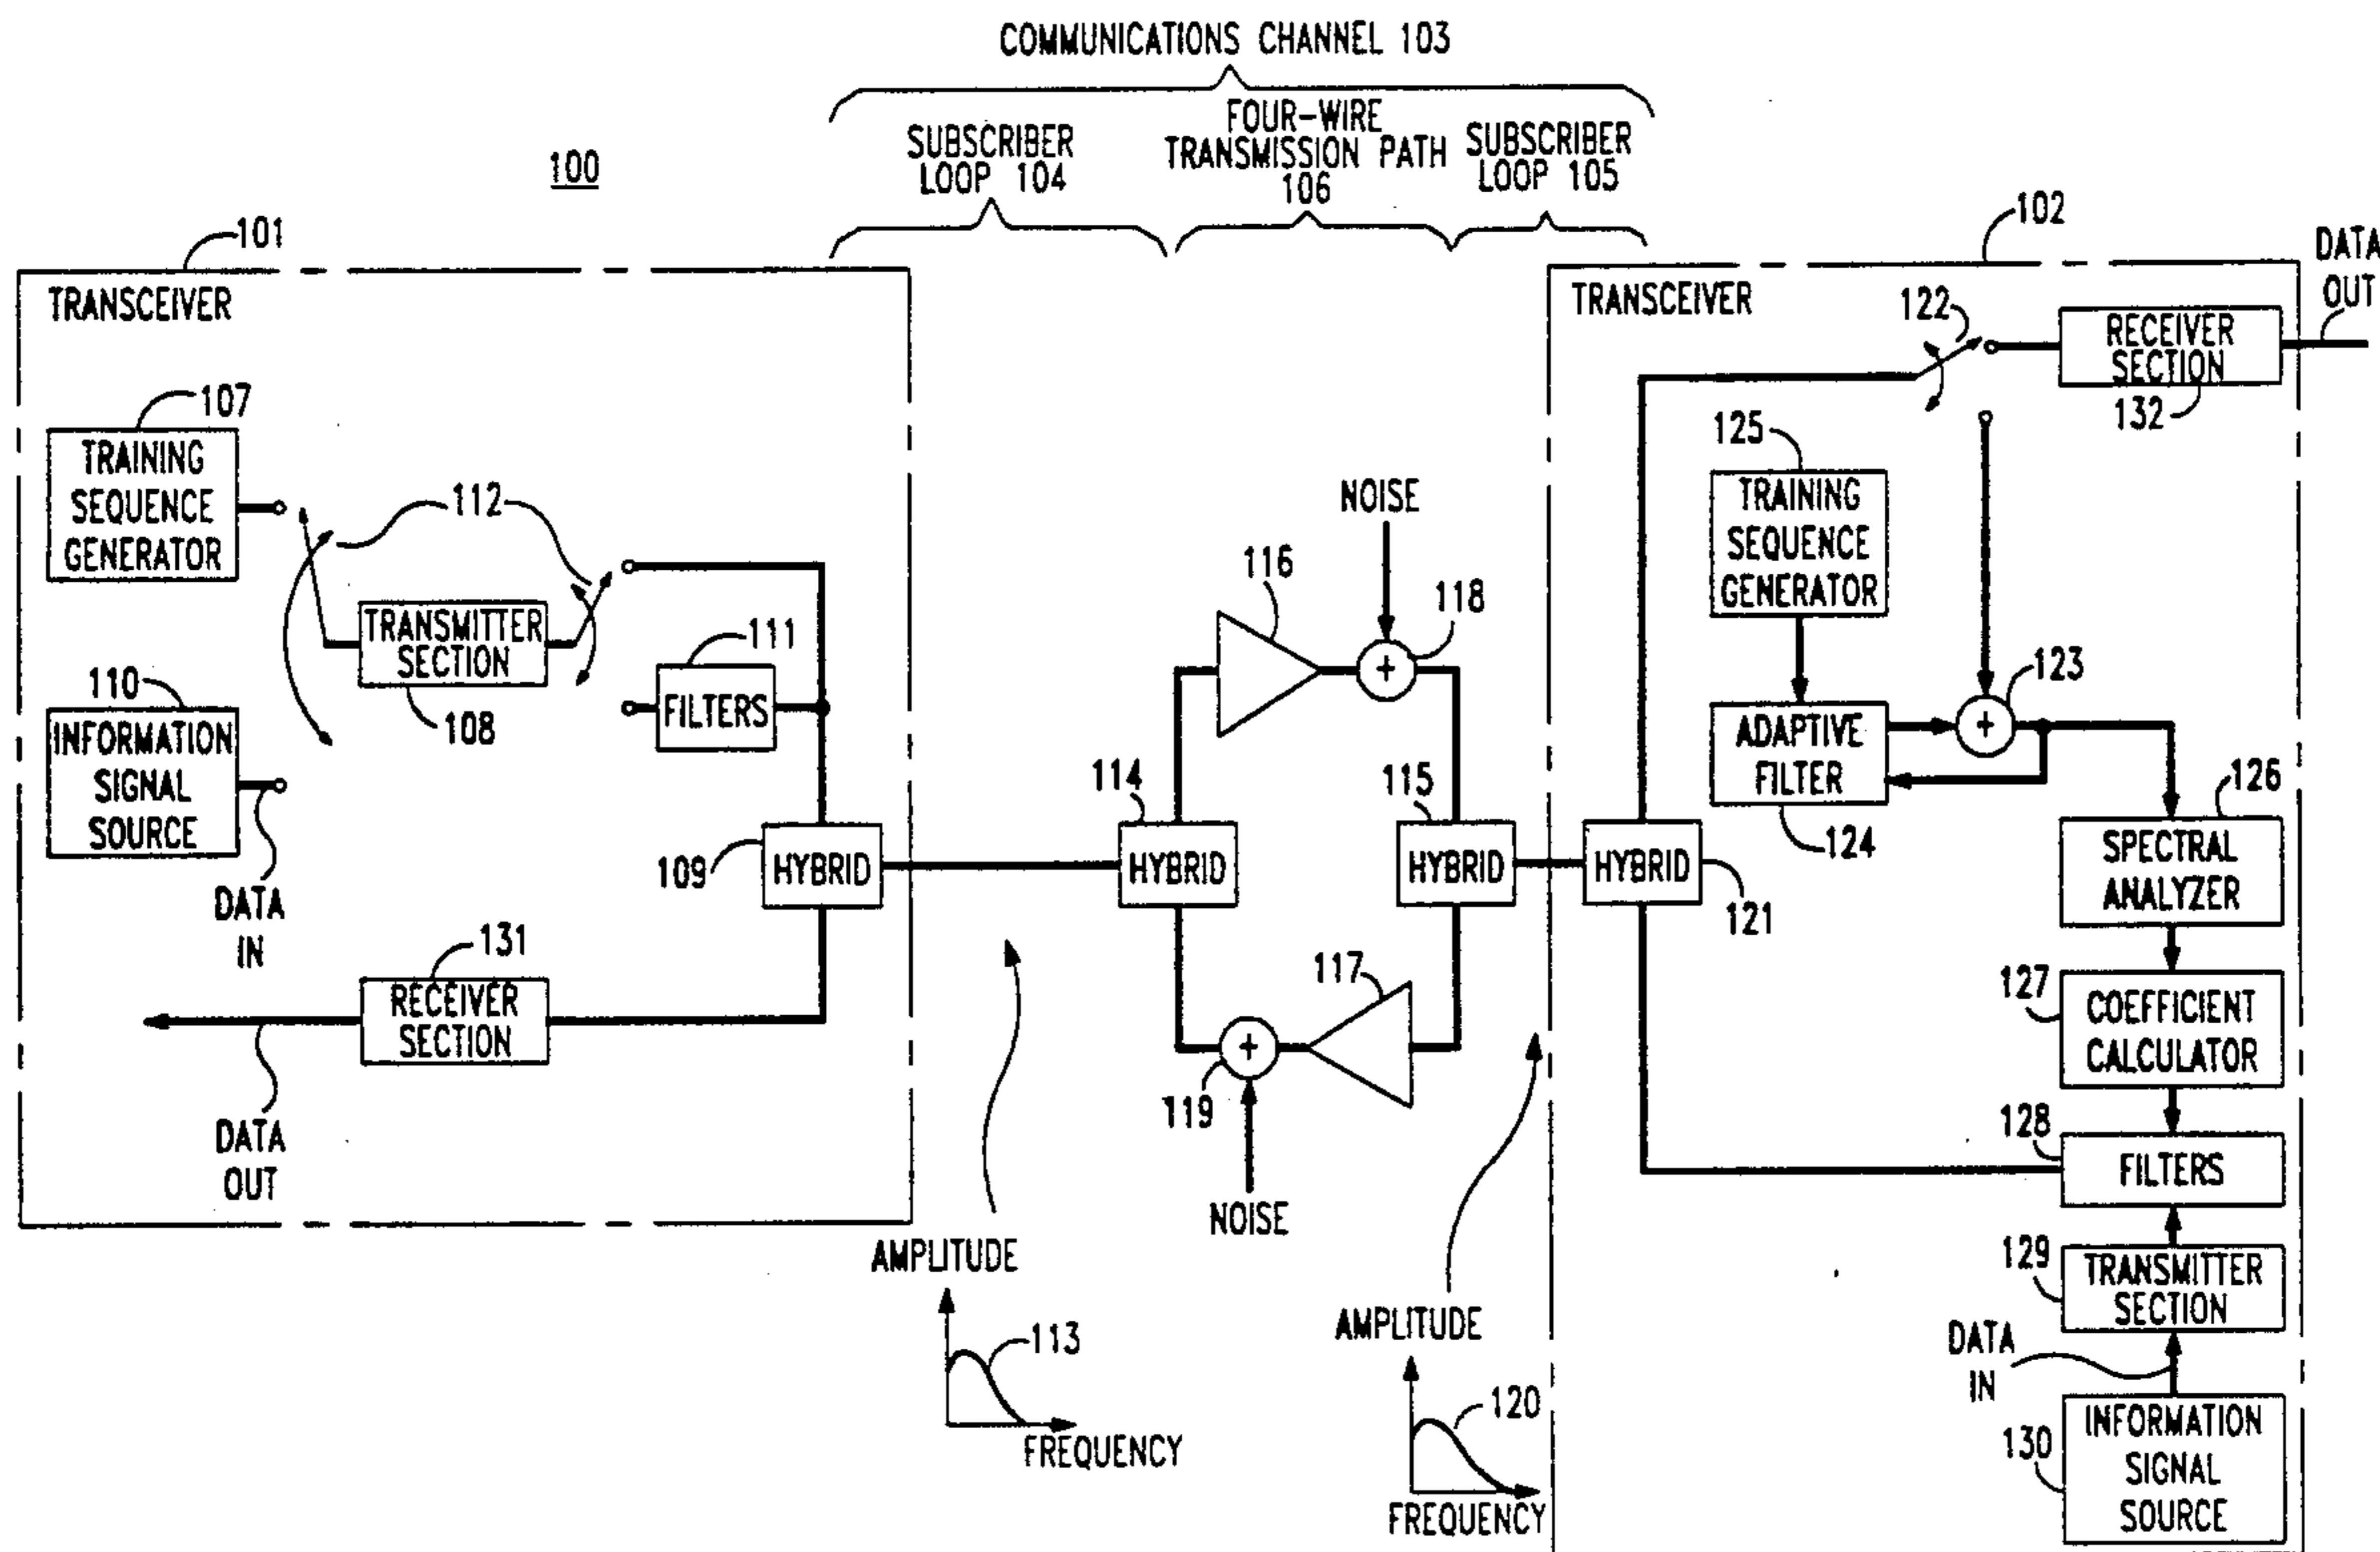 COMMUNICATIONS CHANNEL 103
SUBSCRIBER
LOOP 104
FOUR-WIRE
TRANSMISSION PATH
106
SUBSCRIBER
LOOP 105
100
101
TRANSCEIVER
107
TRAINING
SEQUENCE
GENERATOR
112
TRANSMITTER
SECTION
108
111
FILTERS
110
INFORMATION
SIGNAL
SOURCE
DATA
IN
109
HYBRID
131
RECEIVER
SECTION
DATA
OUT
114
HYBRID
116
NOISE
118
+
115
HYBRID
117
119
+
NOISE
AMPLITUDE
113
FREQUENCY
AMPLITUDE
120
FREQUENCY
102
TRANSCEIVER
DATA
OUT
122
RECEIVER
SECTION
132
125
TRAINING
SEQUENCE
GENERATOR
123
+
ADAPTIVE
FILTER
124
HYBRID
121
126
SPECTRAL
ANALYZER
127
COEFFICIENT
CALCULATOR
128
FILTERS
129
TRANSMITTER
SECTION
DATA
IN
130
INFORMATION
SIGNAL
SOURCE